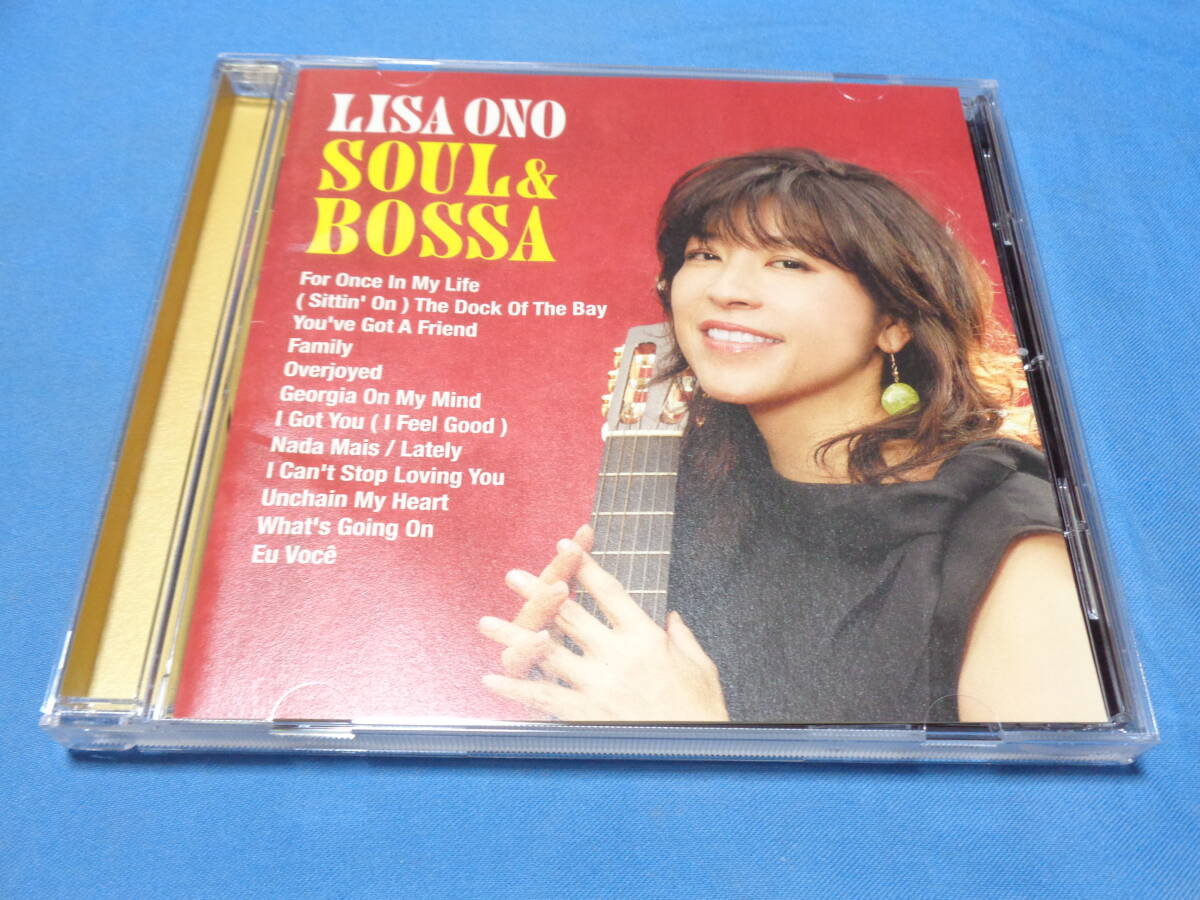 LISA ONO
SOUL &
BOSSA
For Once In My Life
( Sittin' On ) The Dock Of The Bay
You've Got A Friend
Family
Overjoyed
Georgia On My Mind
I Got You ( I Feel Good )
Nada Mais / Lately
I Can't Stop Loving You
Unchain My Heart
What's Going On
Eu Você